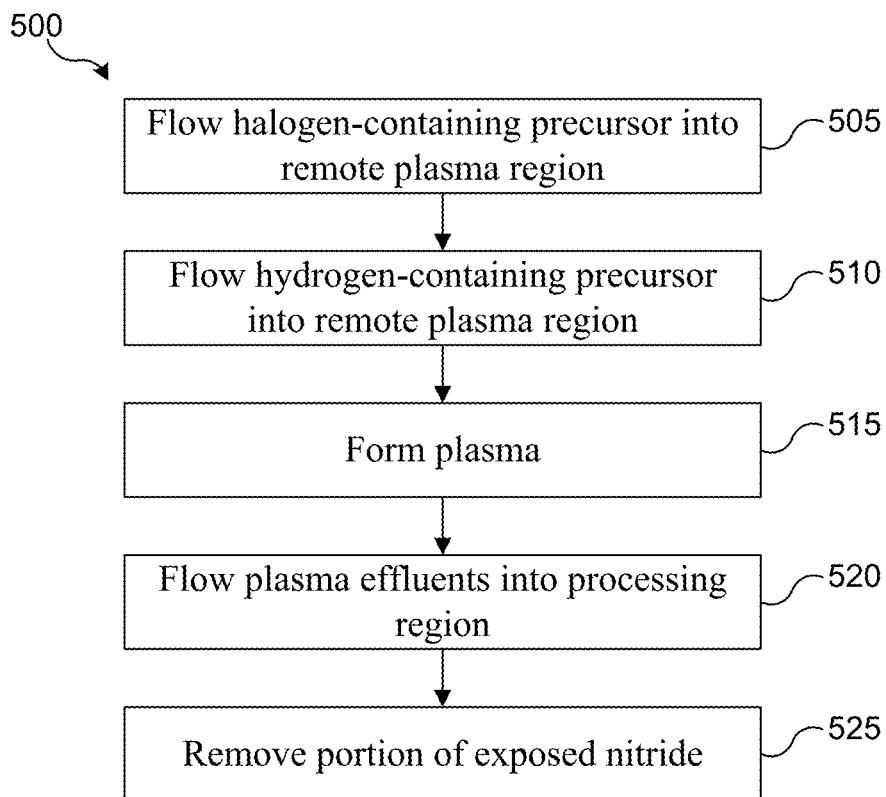 500
Flow halogen-containing precursor into
remote plasma region
505
Flow hydrogen-containing precursor
into remote plasma region
510
Form plasma
515
Flow plasma effluents into processing
region
520
Remove portion of exposed nitride
525